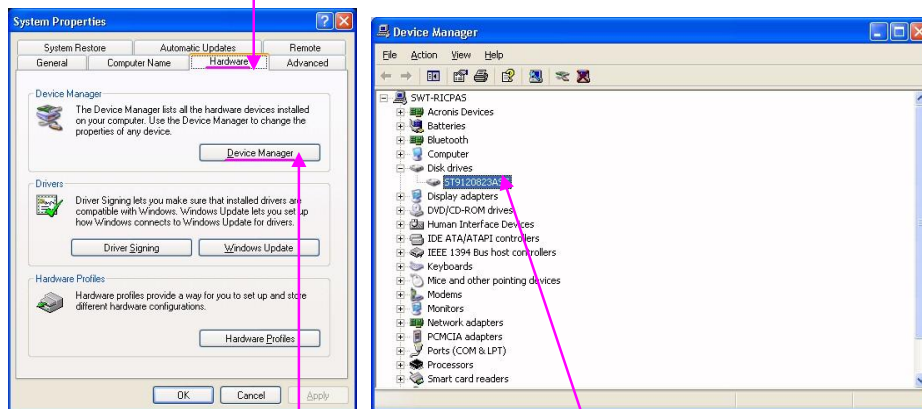 System Properties
System Restore Automatic Updates Remote
General Computer Name Hardware Advanced
Device Manager
The Device Manager lists all the hardware devices installed
on your computer. Use the Device Manager to change the
properties of any device.
Device Manager
Drivers
Driver Signing lets you make sure that installed drivers are
compatible with Windows. Windows Update lets you set up
how Windows connects to Windows Update for drivers.
Driver Signing Windows Update
Hardware Profiles
Hardware profiles provide a way for you to set up and store
different hardware configurations.
Hardware Profiles
OK Cancel Apply
Device Manager
File Action View Help
SWT-RICPAS
Acronis Devices
Batteries
Bluetooth
Computer
Disk drives
Display adapters
DVD/CD-ROM drives
Human Interface Devices
IDE ATA/ATAPI controllers
IEEE 1394 Bus host controllers
Keyboards
Mice and other pointing devices
Modems
Monitors
Network adapters
PCMCIA adapters
Ports (COM & LPT)
Processors
Smart card readers